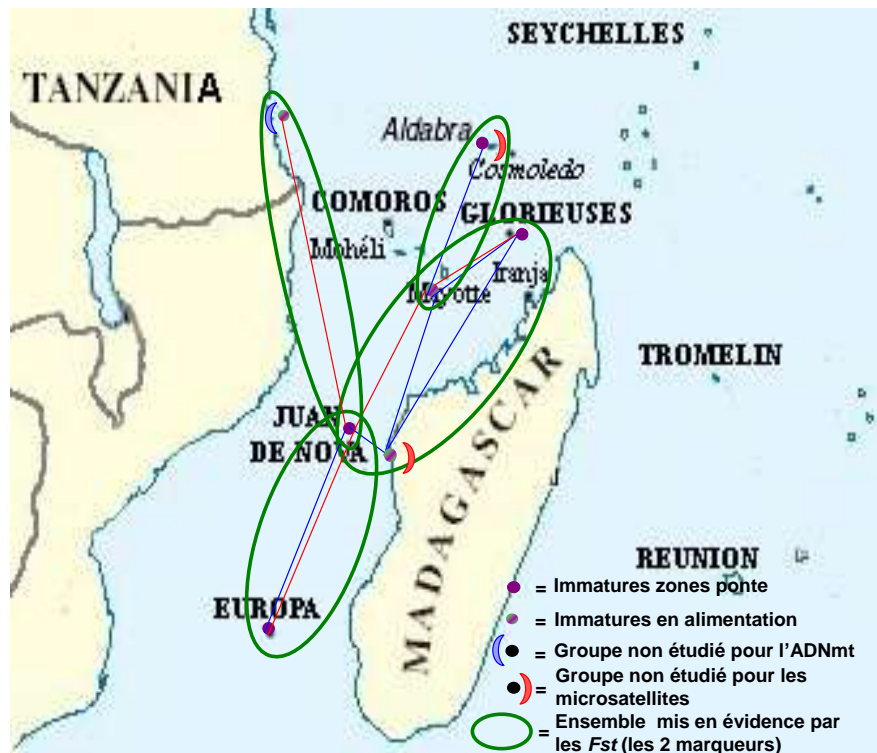 SEYCHELLES
TANZANIA
Aldabra
Cosmoledo
COMOROS
GLORIEUSES
Mohéli
Iranja
Mayotte
TROMELIN
JUAN
DE NOVA
MADAGASCAR
REUNION
EUROPA
= Immatures zones ponte
= Immatures en alimentation
= Groupe non étudié pour l'ADNmt
= Groupe non étudié pour les
microsatellites
= Ensemble mis en évidence par
les Fst (les 2 marqueurs)